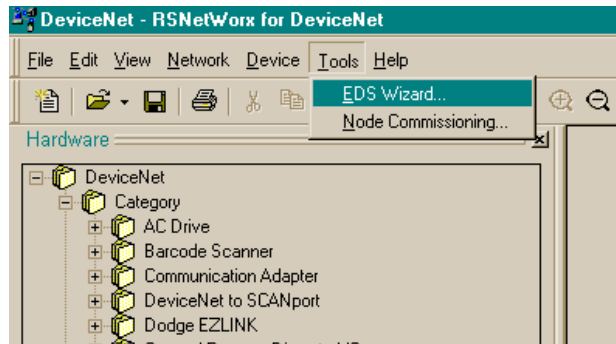 DeviceNet - RSNetWorx for DeviceNet
File Edit View Network Device Tools Help
EDS Wizard...
Node Commissioning...
Hardware
DeviceNet
Category
AC Drive
Barcode Scanner
Communication Adapter
DeviceNet to SCANport
Dodge EZLINK